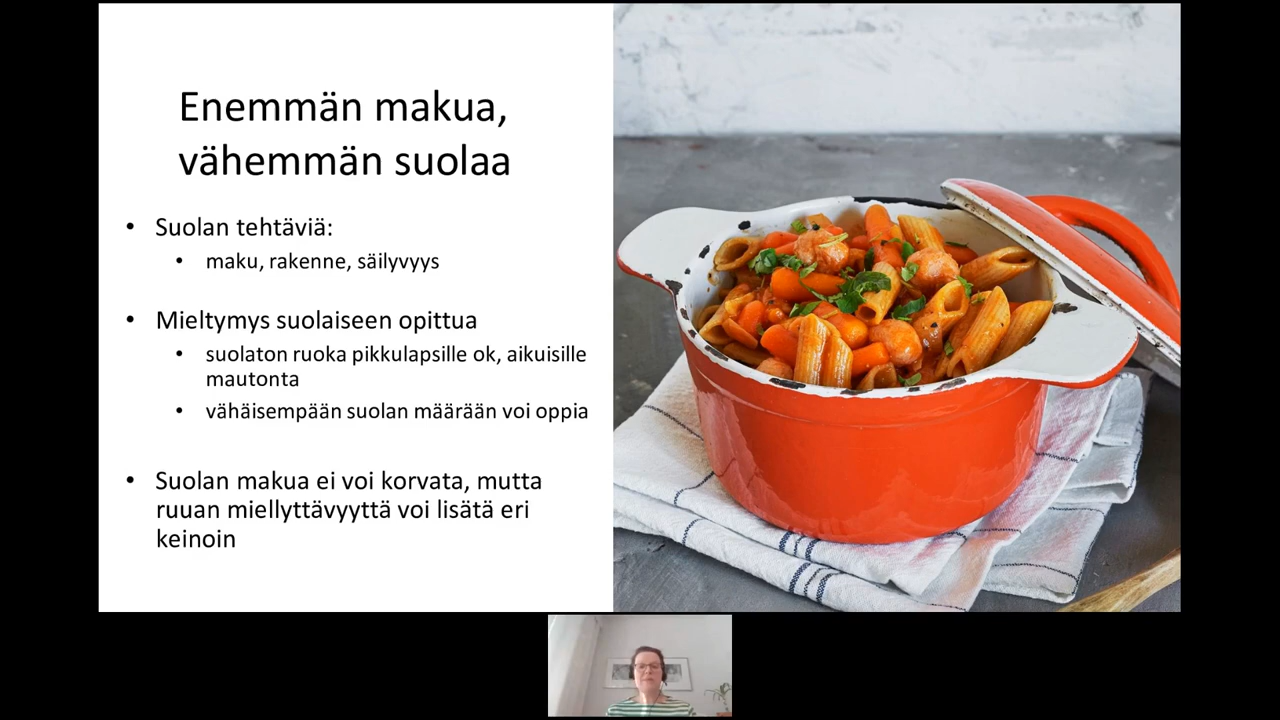 Enemmän makua,
vähemmän suolaa
• Suolan tehtäviä:
• maku, rakenne, säilyvyys
• Mieltymys suolaiseen opittua
• suolaton ruoka pikkulapsille ok, aikuisille
mautonta
• vähäisempään suolan määrään voi oppia
• Suolan makua ei voi korvata, mutta
ruuan miellyttävyyttä voi lisätä eri
keinoin